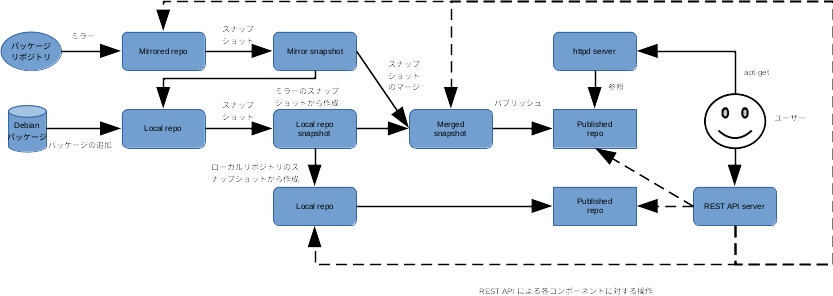 パッケージ
リポジトリ
ミラー
Mirrored repo
スナップ
ショット
Mirror snapshot
スナップ
ショット
のマージ
httpd server
apt-get
参照
ミラーのスナップ
ショットから作成
Debian
パッケージ
パッケージの追加
Local repo
スナップ
ショット
Local repo
snapshot
Merged
snapshot
パブリッシュ
Published
repo
ユーザー
ローカルリポジトリのス
ナップショットから作成
Local repo
Published
repo
REST API server
REST API による各コンポーネントに対する操作